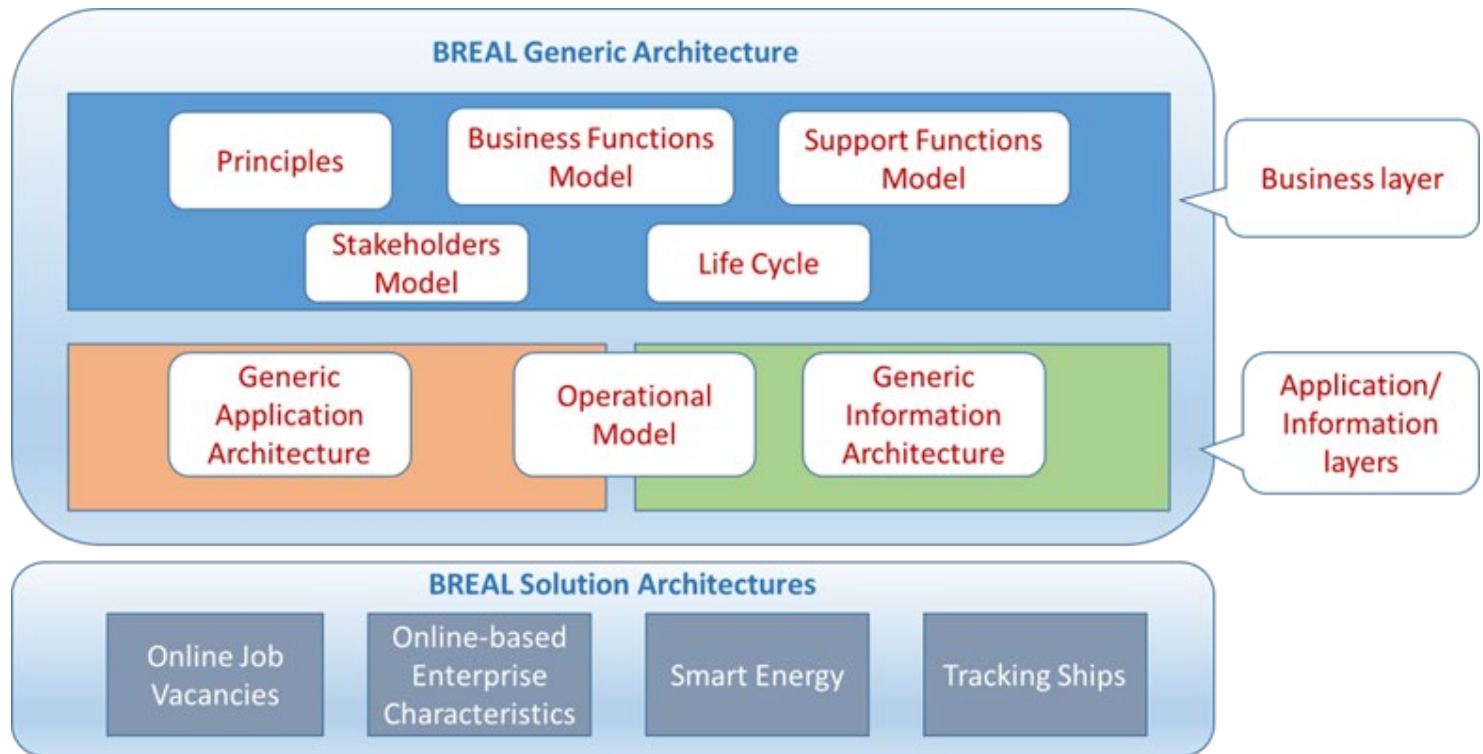 BREAL Generic Architecture
Principles
Business Functions
Model
Support Functions
Model
Business layer
Stakeholders
Model
Life Cycle
Generic
Application
Architecture
Operational
Model
Generic
Information
Architecture
Application/
Information
layers
BREAL Solution Architectures
Online Job
Vacancies
Online-based
Enterprise
Characteristics
Smart Energy
Tracking Ships